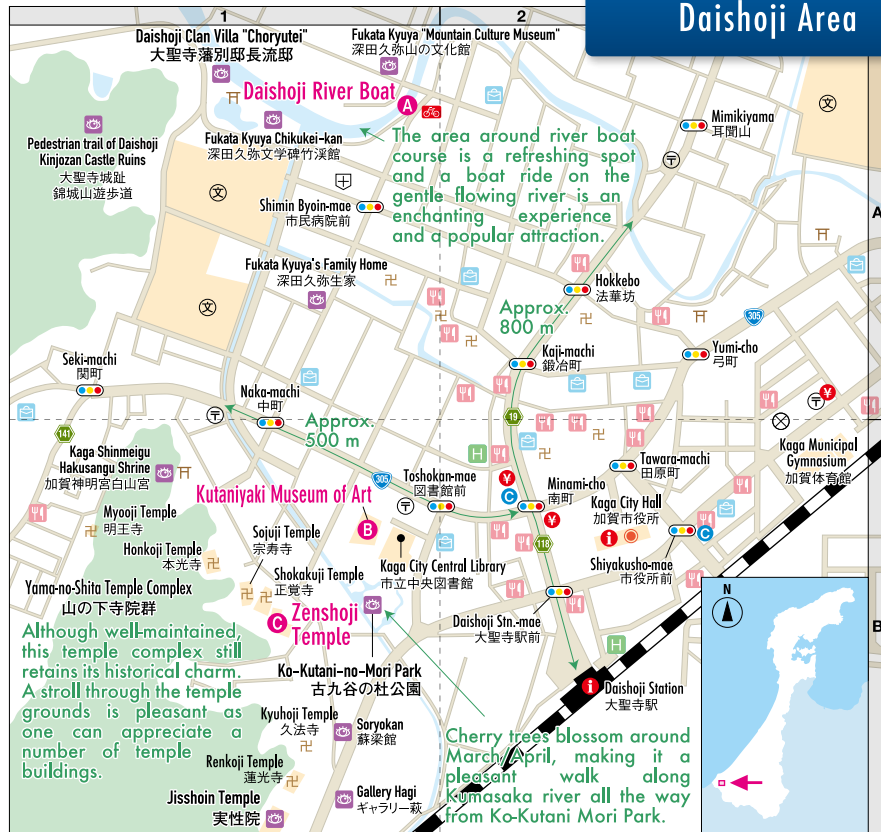 1
2
Daishoji Area
Daishoji Clan Villa "Choryutei"
大聖寺藩別邸長流邸
Fukata Kyuya "Mountain Culture Museum"
深田久弥山の文化館
Daishoji River Boat
A
Pedestrian trail of Daishoji
Kinjozan Castle Ruins
大聖寺城趾
錦城山遊歩道
Fukata Kyuya Chikukei-kan
深田久弥文学碑竹渓館
The area around river boat
course is a refreshing spot
and a boat ride on the
gentle flowing river is an
enchanting experience
and a popular attraction.
Mimikiyama
耳聞山
文
文
文
〒
A
Shimin Byoin-mae
市民病院前
Fukata Kyuya's Family Home
深田久弥生家
Hokkebo
法華坊
Approx.
800 m
305
Seki-machi
関町
Kaji-machi
鍛冶町
Yumi-cho
弓町
Naka-machi
中町
〒
〒
¥
19
141
Approx.
500 m
Kaga Shinmeigu
Hakusangu Shrine
加賀神明宮白山宮
305
H
Tawara-machi
田原町
Kaga Municipal
Gymnasium
加賀体育館
Toshokan-mae
図書館前
¥
C
Minami-cho
南町
Kutaniyaki Museum of Art
B
〒
¥
Kaga City Hall
加賀市役所
i
Myooji Temple
明王寺
Sojuji Temple
宗寿寺
118
Shiyakusho-mae
市役所前
C
Honkoji Temple
本光寺
Kaga City Central Library
市立中央図書館
Shokakuji Temple
正覚寺
Yama-no-Shita Temple Complex
山の下寺院群
C
Zenshoji
Temple
Daishoji Stn.-mae
大聖寺駅前
N
B
Although well-maintained,
this temple complex still
retains its historical charm.
A stroll through the temple
grounds is pleasant as
one can appreciate a
number of temple
buildings.
Ko-Kutani-no-Mori Park
古九谷の杜公園
H
i
Daishoji Station
大聖寺駅
Kyuhoji Temple
久法寺
Soryokan
蘇梁館
Cherry trees blossom around
March/April, making it a
pleasant walk along
Kumasaka river all the way
from Ko-Kutani Mori Park.
Renkoji Temple
蓮光寺
Jisshoin Temple
実性院
Gallery Hagi
ギャラリー萩